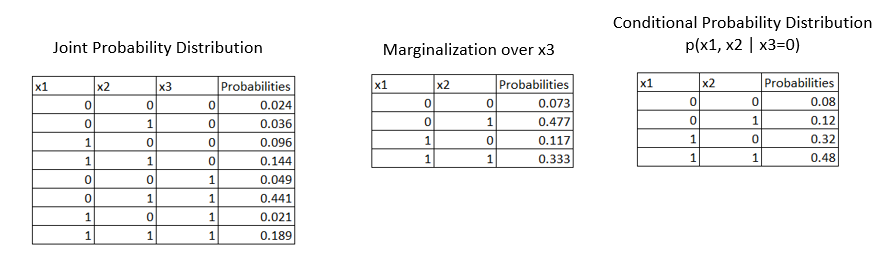 Joint Probability Distribution
x1 x2 x3 Probabilities
0 0 0 0.024
0 1 0 0.036
1 0 0 0.096
1 1 0 0.144
0 0 1 0.049
0 1 1 0.441
1 0 1 0.021
1 1 1 0.189
Marginalization over x3
x1 x2 Probabilities
0 0 0.073
0 1 0.477
1 0 0.117
1 1 0.333
Conditional Probability Distribution
p(x1, x2 | x3=0)
x1 x2 Probabilities
0 0 0.08
0 1 0.12
1 0 0.32
1 1 0.48